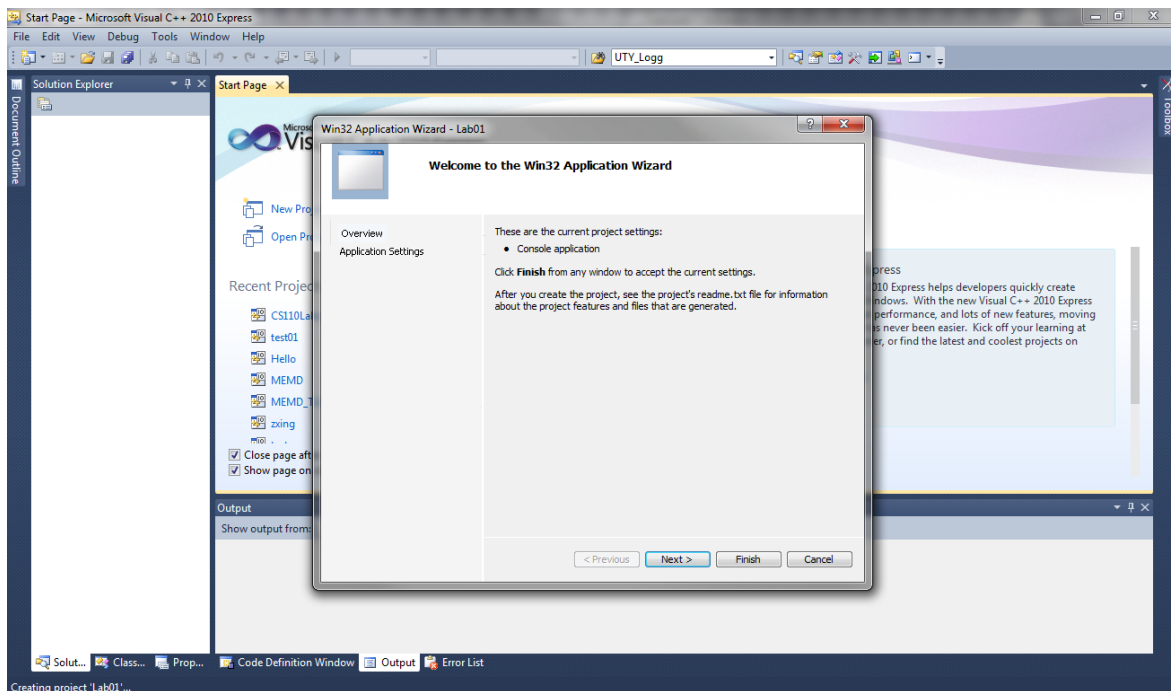 Start Page - Microsoft Visual C++ 2010 Express
File Edit View Debug Tools Window Help
UTY_Logg
Document Outline
Solution Explorer
Start Page
Toolbox
Vis
New Proj
Open Pr
Recent Projec
CS110La
test01
Hello
MEMD
MEMD_T
zxing
Close page aft
Show page on
Win32 Application Wizard - Lab01
Welcome to the Win32 Application Wizard
Overview
Application Settings
These are the current project settings:
• Console application
Click Finish from any window to accept the current settings.
After you create the project, see the project's readme.txt file for information
about the project features and files that are generated.
< Previous Next > Finish Cancel
press
010 Express helps developers quickly create
ndows. With the new Visual C++ 2010 Express
performance, and lots of new features, moving
as never been easier. Kick off your learning at
er, or find the latest and coolest projects on
Output
Show output from:
Solut... Class... Prop... Code Definition Window Output Error List
Creating project 'Lab01'...